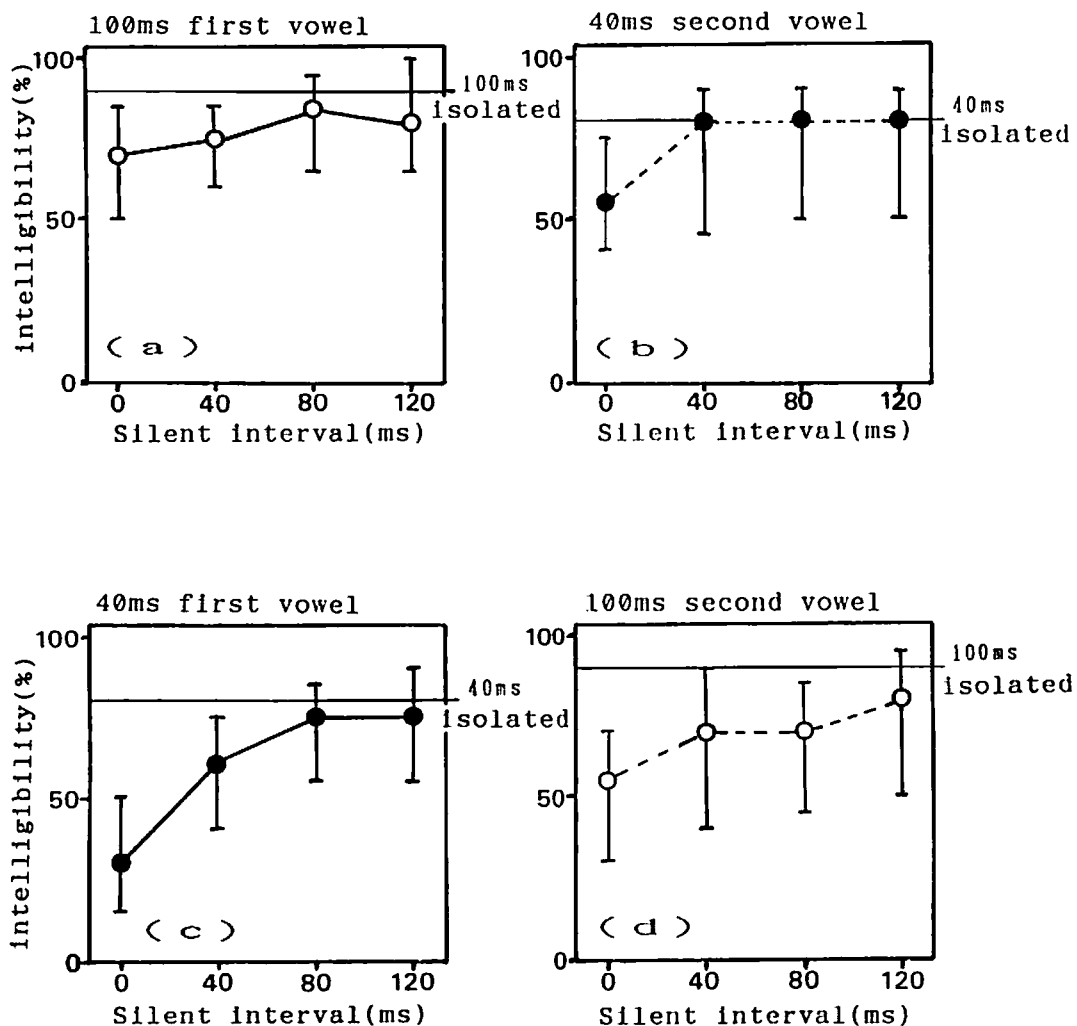 100ms first vowel
intelligibility(%)
100
50
0
100ms
isolated
( a )
0 40 80 120
Silent interval(ms)
40ms second vowel
100
50
0
40ms
isolated
( b )
0 40 80 120
Silent interval(ms)
40ms first vowel
intelligibility(%)
100
50
0
40ms
isolated
( c )
0 40 80 120
Silent interval(ms)
100ms second vowel
100
50
0
100ms
isolated
( d )
0 40 80 120
Silent interval(ms)